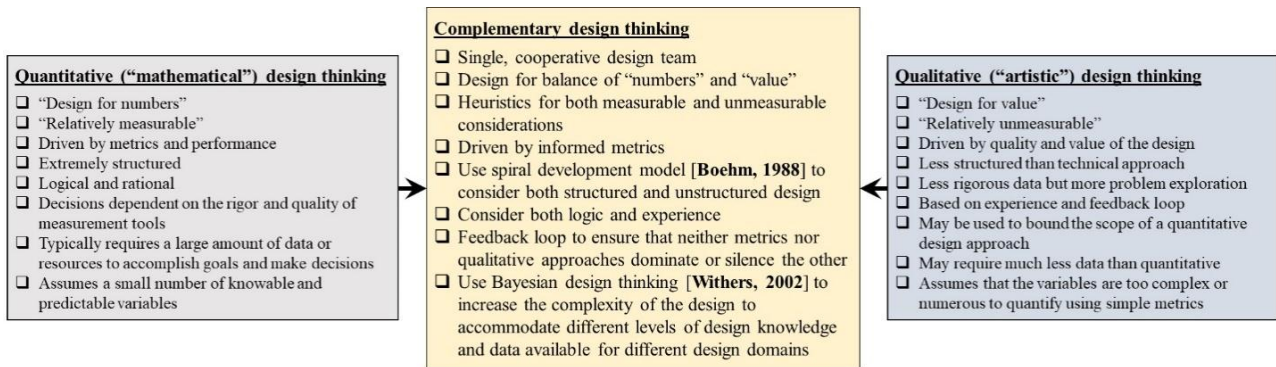 Quantitative (“mathematical”) design thinking
❑ “Design for numbers”
❑ “Relatively measurable”
❑ Driven by metrics and performance
❑ Extremely structured
❑ Logical and rational
❑ Decisions dependent on the rigor and quality of
measurement tools
❑ Typically requires a large amount of data or
resources to accomplish goals and make decisions
❑ Assumes a small number of knowable and
predictable variables
Complementary design thinking
❑ Single, cooperative design team
❑ Design for balance of “numbers” and “value”
❑ Heuristics for both measurable and unmeasurable
considerations
❑ Driven by informed metrics
❑ Use spiral development model [Boehm, 1988] to
consider both structured and unstructured design
❑ Consider both logic and experience
❑ Feedback loop to ensure that neither metrics nor
qualitative approaches dominate or silence the other
❑ Use Bayesian design thinking [Withers, 2002] to
increase the complexity of the design to
accommodate different levels of design knowledge
and data available for different design domains
Qualitative (“artistic”) design thinking
❑ “Design for value”
❑ “Relatively unmeasurable”
❑ Driven by quality and value of the design
❑ Less structured than technical approach
❑ Less rigorous data but more problem exploration
❑ Based on experience and feedback loop
❑ May be used to bound the scope of a quantitative
design approach
❑ May require much less data than quantitative
❑ Assumes that the variables are too complex or
numerous to quantify using simple metrics